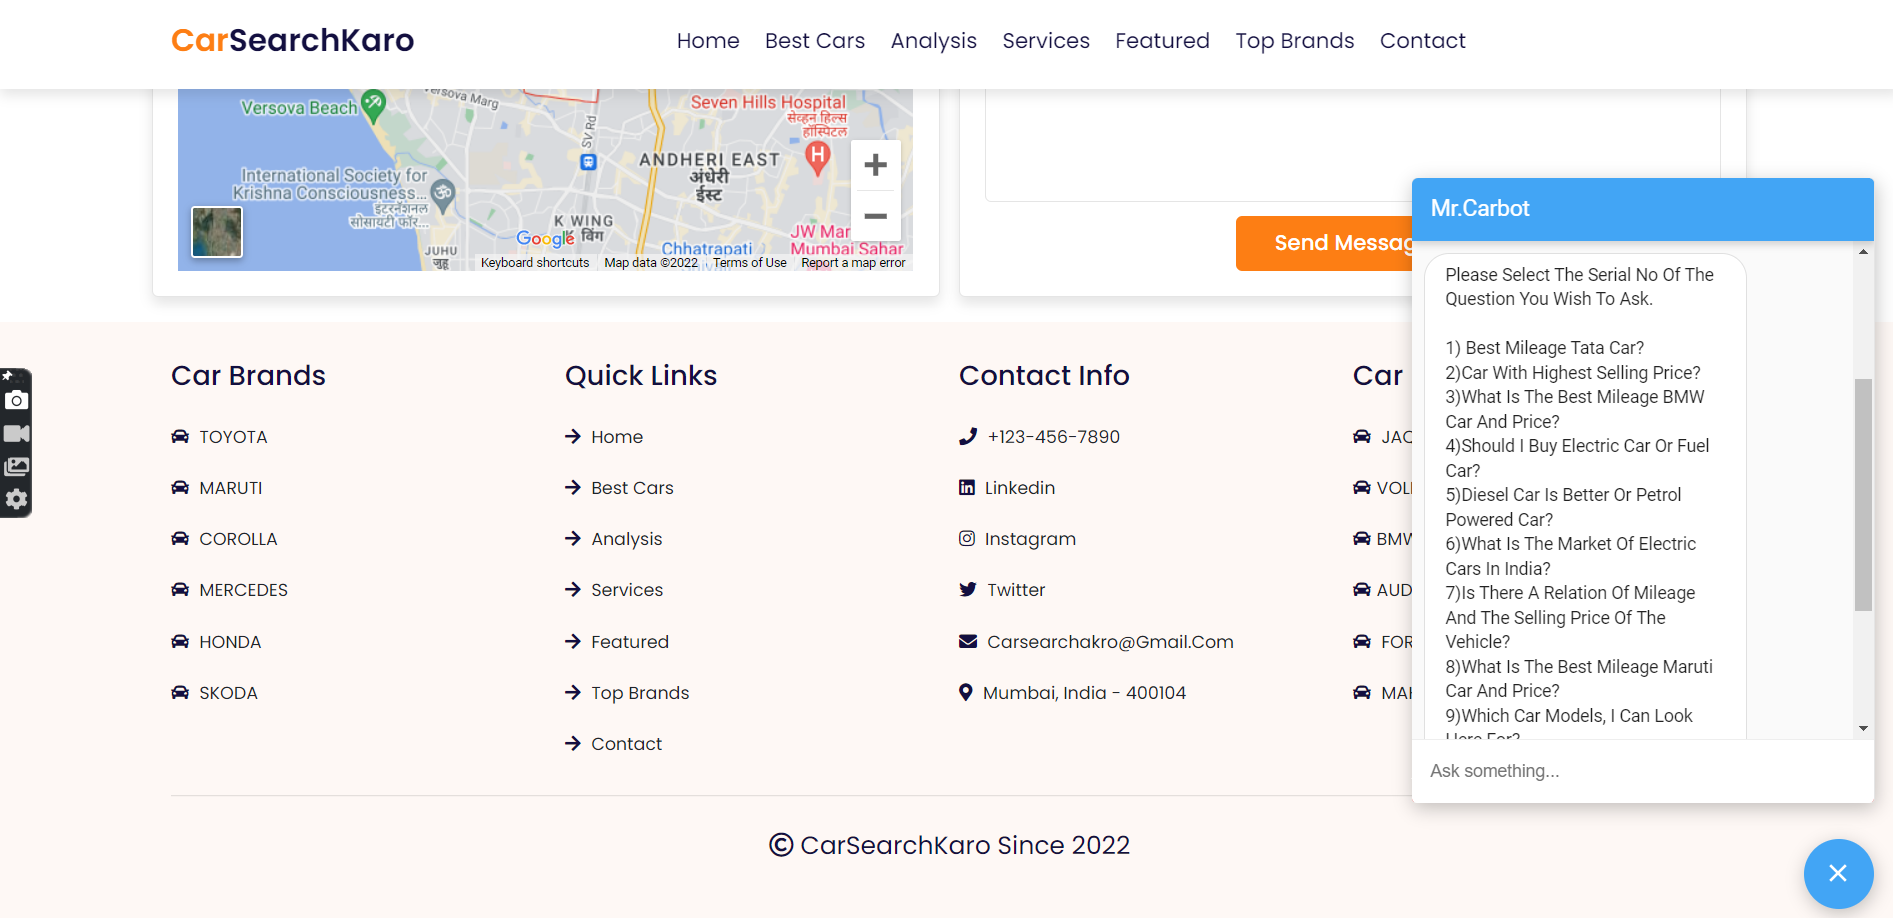 CarSearchKaro
Home Best Cars Analysis Services Featured Top Brands Contact
Versova Beach
Versova Marg
SV Rd
Seven Hills Hospital
सेव्हन हिल्स
हॉस्पिटल
H
ANDHERI EAST
अंधेरी
ईस्ट
International Society for
Krishna Consciousness...
इंटरनॅशनल
सोसायटी फॉर...
K WING
के विंग
JUHU
जुहू
Google
Chhatrapati
JW Mar
Mumbai Sahar
Keyboard shortcuts Map data ©2022 Terms of Use Report a map error
Send Messag
Car Brands
TOYOTA
MARUTI
COROLLA
MERCEDES
HONDA
SKODA
Quick Links
Home
Best Cars
Analysis
Services
Featured
Top Brands
Contact
Contact Info
+123-456-7890
Linkedin
Instagram
Twitter
Carsearchakro@Gmail.Com
Mumbai, India - 400104
Car
JAG
VOL
BMW
AUD
FOR
MAH
Mr.Carbot
Please Select The Serial No Of The
Question You Wish To Ask.
1) Best Mileage Tata Car?
2)Car With Highest Selling Price?
3)What Is The Best Mileage BMW
Car And Price?
4)Should I Buy Electric Car Or Fuel
Car?
5)Diesel Car Is Better Or Petrol
Powered Car?
6)What Is The Market Of Electric
Cars In India?
7)Is There A Relation Of Mileage
And The Selling Price Of The
Vehicle?
8)What Is The Best Mileage Maruti
Car And Price?
9)Which Car Models, I Can Look
Here For?
Ask something...
© CarSearchKaro Since 2022